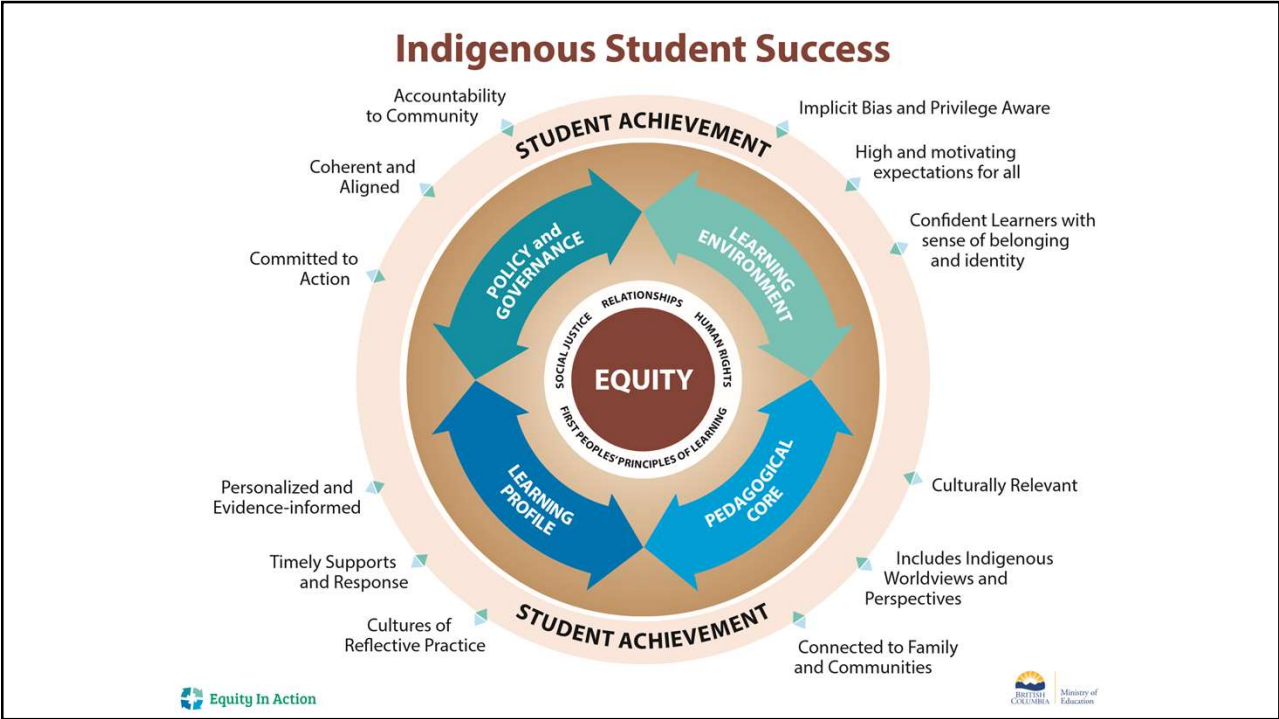 Indigenous Student Success
Accountability
to Community
Coherent and
Aligned
Committed to
Action
STUDENT ACHIEVEMENT
Implicit Bias and Privilege Aware
High and motivating
expectations for all
Confident Learners with
sense of belonging
and identity
POLICY and
GOVERNANCE
LEARNING
ENVIRONMENT
RELATIONSHIPS
SOCIAL JUSTICE
HUMAN RIGHTS
EQUITY
FIRST PEOPLES' PRINCIPLES OF LEARNING
LEARNING
PROFILE
PEDAGOGICAL
CORE
Personalized and
Evidence-informed
Timely Supports
and Response
Cultures of
Reflective Practice
STUDENT ACHIEVEMENT
Culturally Relevant
Includes Indigenous
Worldviews and
Perspectives
Connected to Family
and Communities
Equity In Action
BRITISH
COLUMBIA
Ministry of
Education